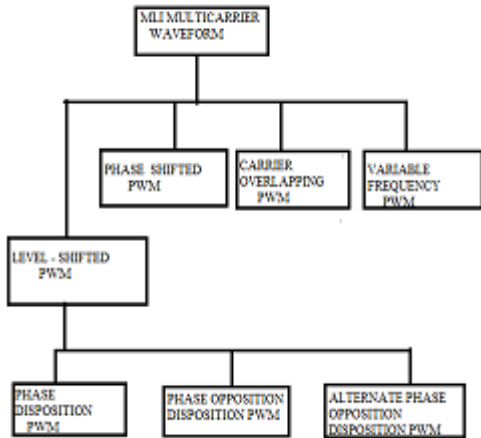 MLI MULTICARRIER
WAVEFORM
PHASE SHIFTED
PWM
CARRIER
OVERLAPPING
PWM
VARIABLE
FREQUENCY
PWM
LEVEL - SHIFTED
PWM
PHASE
DISPOSITION
PWM
PHASE OPPOSITION
DISPOSITION PWM
ALTERNATE PHASE
OPPOSITION
DISPOSITION PWM